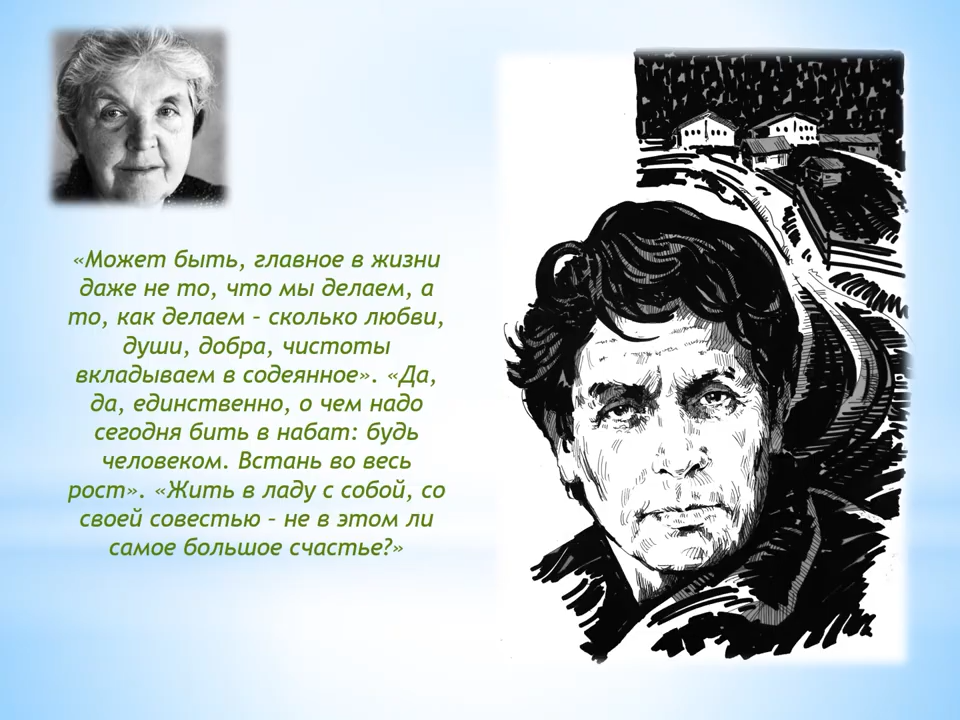 «Может быть, главное в жизни
даже не то, что мы делаем, а
то, как делаем – сколько любви,
души, добра, чистоты
вкладываем в содеянное». «Да,
да, единственно, о чем надо
сегодня бить в набат: будь
человеком. Встань во весь
рост». «Жить в ладу с собой, со
своей совестью – не в этом ли
самое большое счастье?»